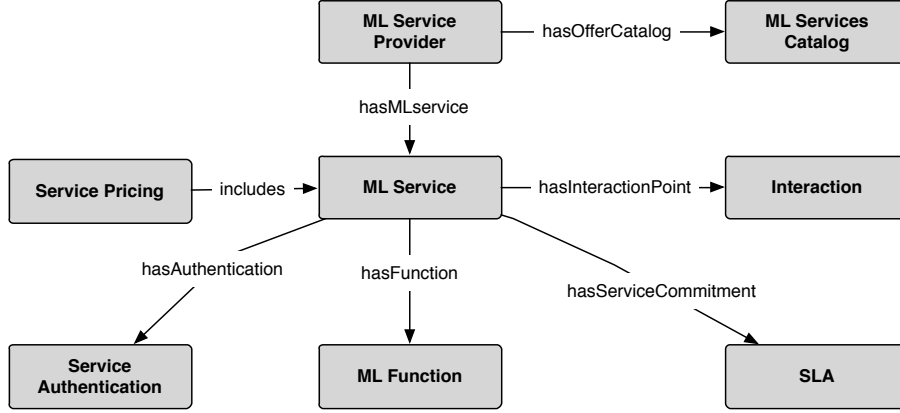 ML Service
Provider
hasOfferCatalog
ML Services
Catalog
hasMLservice
Service Pricing
includes
ML Service
hasInteractionPoint
Interaction
hasAuthentication
hasFunction
hasServiceCommitment
Service
Authentication
ML Function
SLA